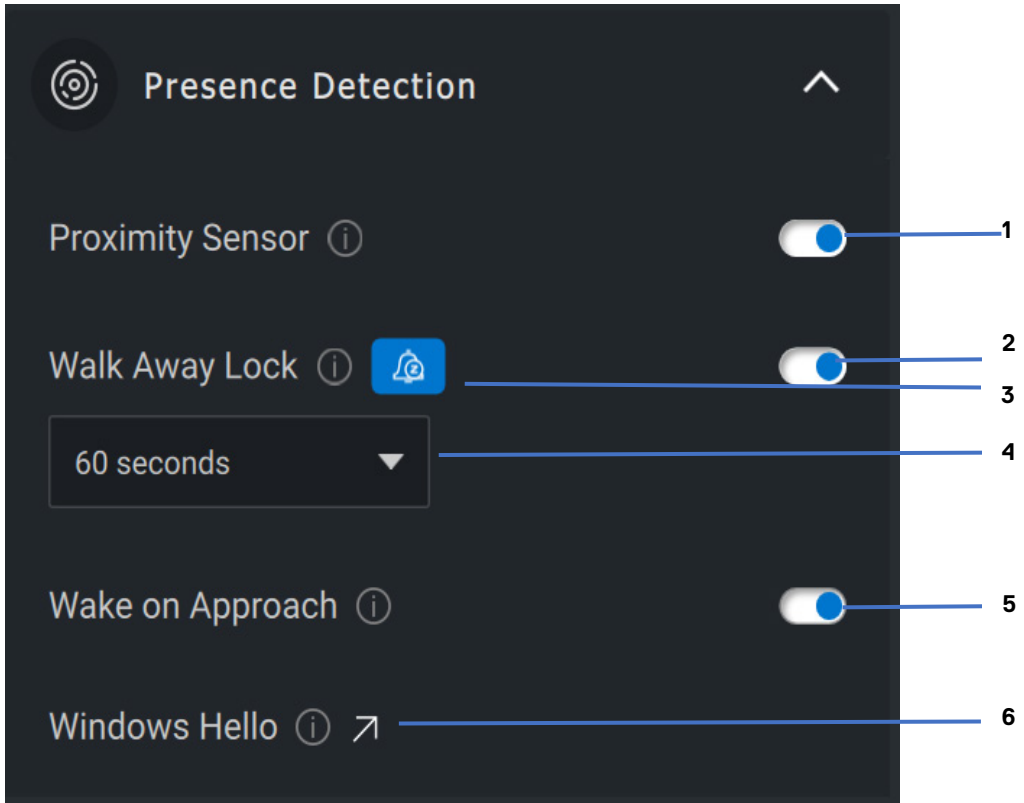 Presence Detection
Proximity Sensor
1
Walk Away Lock
2
3
60 seconds
4
Wake on Approach
5
Windows Hello
6